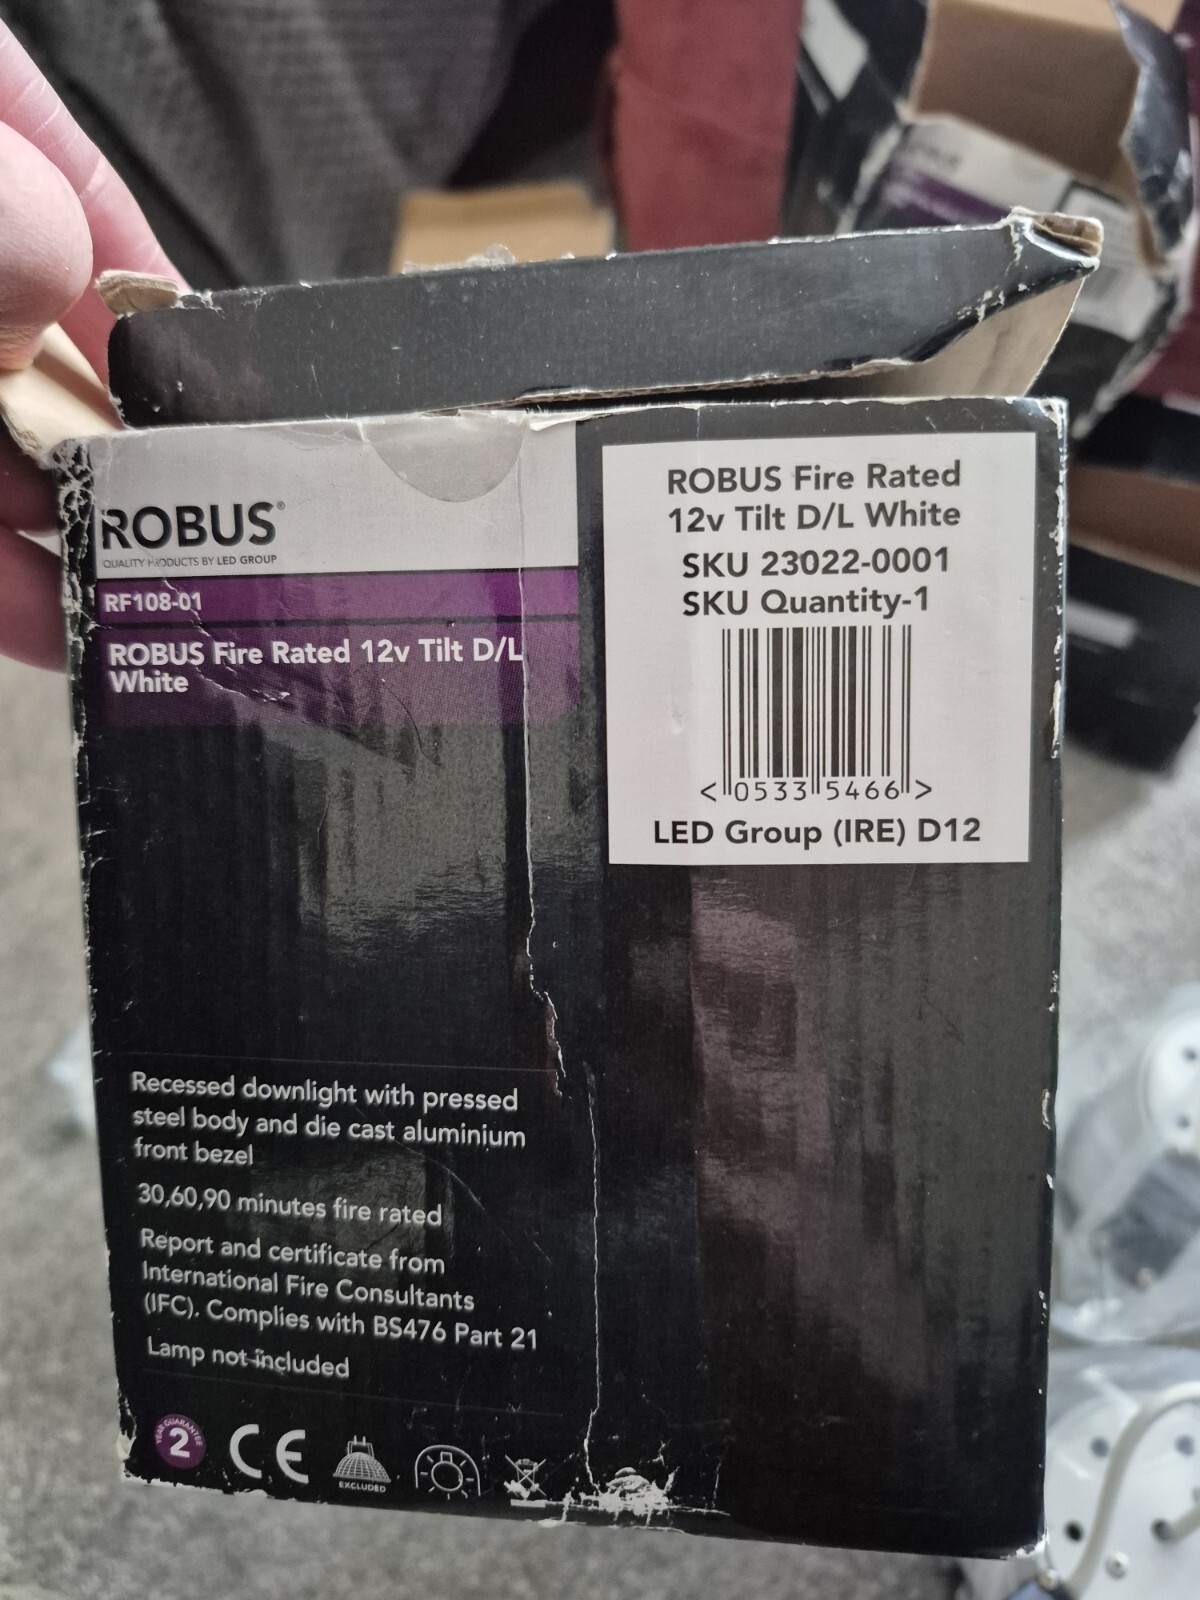 ROBUS®
QUALITY PRODUCTS BY LED GROUP
RF108-01
ROBUS Fire Rated 12v Tilt D/L
White
ROBUS Fire Rated
12v Tilt D/L White
SKU 23022-0001
SKU Quantity-1
<0533 5466>
LED Group (IRE) D12
Recessed downlight with pressed
steel body and die cast aluminium
front bezel
30,60,90 minutes fire rated
Report and certificate from
International Fire Consultants
(IFC). Complies with BS476 Part 21
Lamp not included
2 YEAR GUARANTEE
CE
EXCLUDED